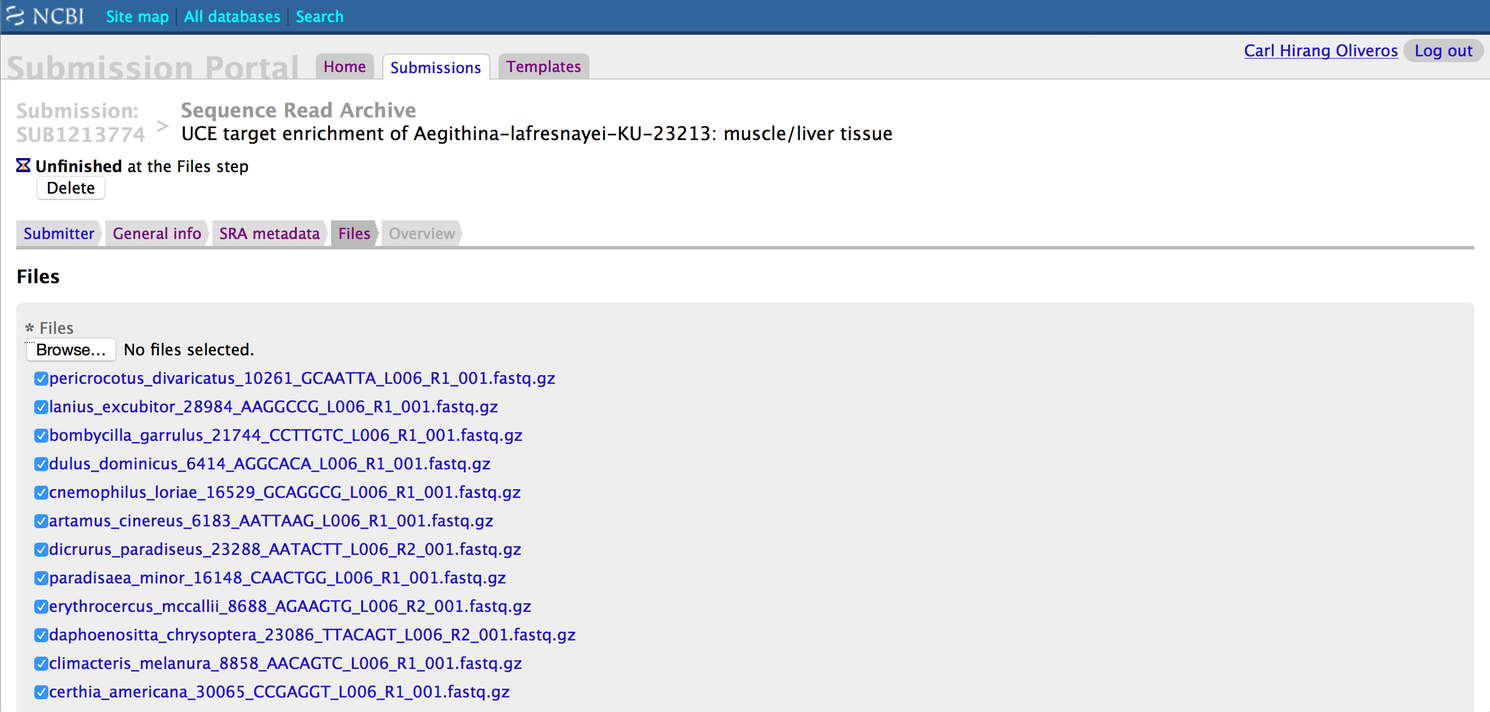 NCBI Site map All databases Search
Carl Hirang Oliveros Log out
Submission Portal Home Submissions Templates
Submission: SUB1213774 > Sequence Read Archive
UCE target enrichment of Aegithina-lafresnayei-KU-23213: muscle/liver tissue
Unfinished at the Files step
Delete
Submitter General info SRA metadata Files Overview
Files
* Files
Browse... No files selected.
pericrocotus_divaricatus_10261_GCAATTA_L006_R1_001.fastq.gz
lanius_excubitor_28984_AAGGCCG_L006_R1_001.fastq.gz
bombycilla_garrulus_21744_CCTTGTC_L006_R1_001.fastq.gz
dulus_dominicus_6414_AGGCACA_L006_R1_001.fastq.gz
cnemophilus_loriae_16529_GCAGGCG_L006_R1_001.fastq.gz
artamus_cinereus_6183_AATTAAG_L006_R1_001.fastq.gz
dicrurus_paradiseus_23288_AATACTT_L006_R2_001.fastq.gz
paradisaea_minor_16148_CAACTGG_L006_R1_001.fastq.gz
erythrocercus_mccallii_8688_AGAAGTG_L006_R2_001.fastq.gz
daphoenositta_chrysoptera_23086_TTACAGT_L006_R2_001.fastq.gz
climacteris_melanura_8858_AACAGTC_L006_R1_001.fastq.gz
certhia_americana_30065_CCGAGGT_L006_R1_001.fastq.gz